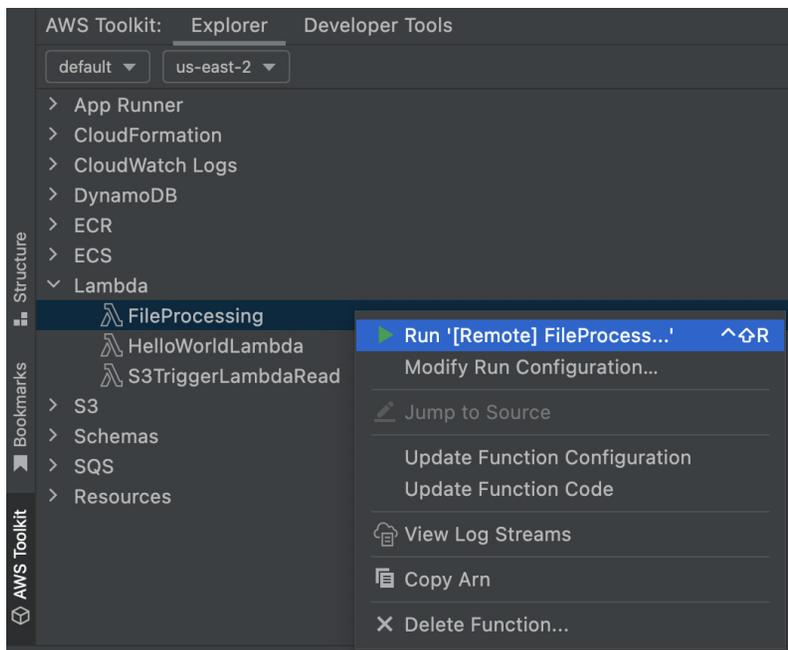 AWS Toolkit: Explorer Developer Tools
default us-east-2
App Runner
CloudFormation
CloudWatch Logs
DynamoDB
ECR
ECS
Lambda
FileProcessing
HelloWorldLambda
S3TriggerLambdaRead
S3
Schemas
SQS
Resources
Run '[Remote] FileProcess...' ^⇧R
Modify Run Configuration...
Jump to Source
Update Function Configuration
Update Function Code
View Log Streams
Copy Arn
Delete Function...
Structure
Bookmarks
AWS Toolkit